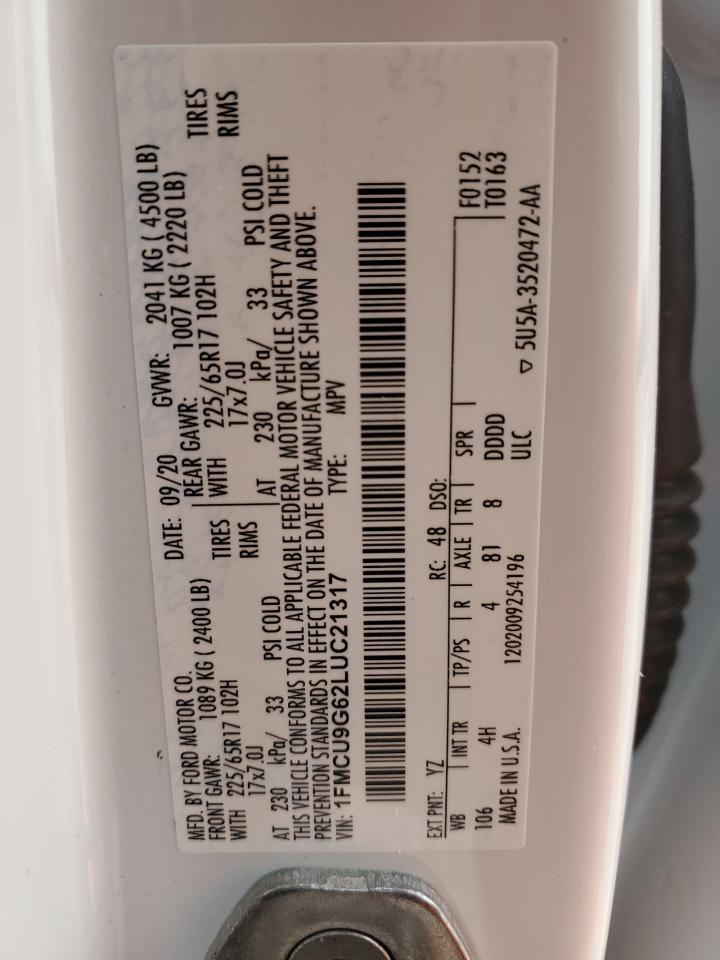 MFD. BY FORD MOTOR CO. DATE: 09/20 GVWR: 2041 KG ( 4500 LB)
FRONT GAWR: 1089 KG ( 2400 LB) REAR GAWR: 1007 KG ( 2220 LB)
WITH 225/65R17 102H TIRES WITH 225/65R17 102H TIRES
17x7.0J RIMS 17x7.0J RIMS
AT 230 kPa/ 33 PSI COLD AT 230 kPa/ 33 PSI COLD
THIS VEHICLE CONFORMS TO ALL APPLICABLE FEDERAL MOTOR VEHICLE SAFETY AND THEFT
PREVENTION STANDARDS IN EFFECT ON THE DATE OF MANUFACTURE SHOWN ABOVE.
VIN: 1FMCU9G62LUC21317 TYPE: MPV
EXT PNT: YZ RC: 48 DSO: F0152
WB INT TR TP/PS R AXLE TR SPR T0163
106 4H 4 81 8 DDDD
MADE IN U.S.A. 1202009254196 ULC ▽ 5U5A-3520472-AA